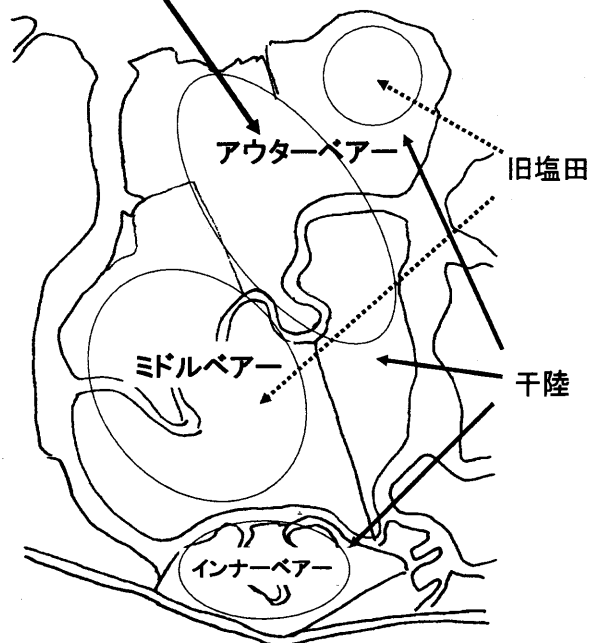 アウターベアー
旧塩田
ミドルベアー
干陸
インナーベアー